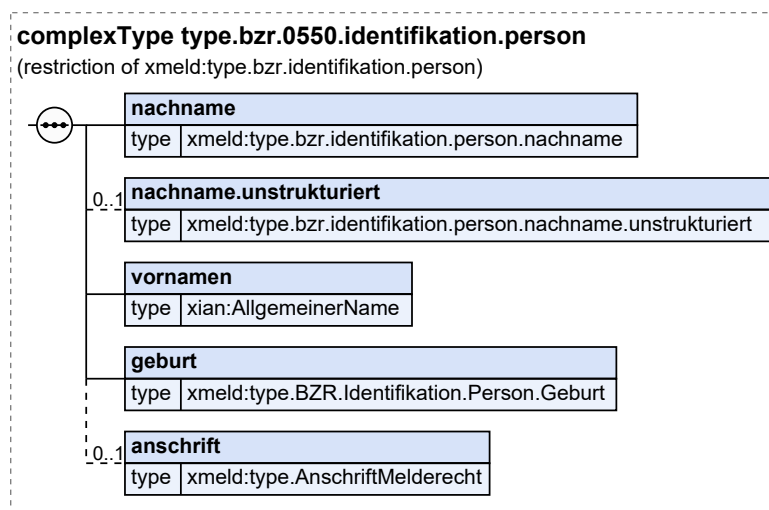 complexType type.bzr.0550.identifikation.person
(restriction of xmeld:type.bzr.identifikation.person)
nachname
type xmeld:type.bzr.identifikation.person.nachname
0..1 nachname.unstrukturiert
type xmeld:type.bzr.identifikation.person.nachname.unstrukturiert
vornamen
type xian:AllgemeinerName
geburt
type xmeld:type.BZR.Identifikation.Person.Geburt
0..1 anschrift
type xmeld:type.AnschriftMelderecht